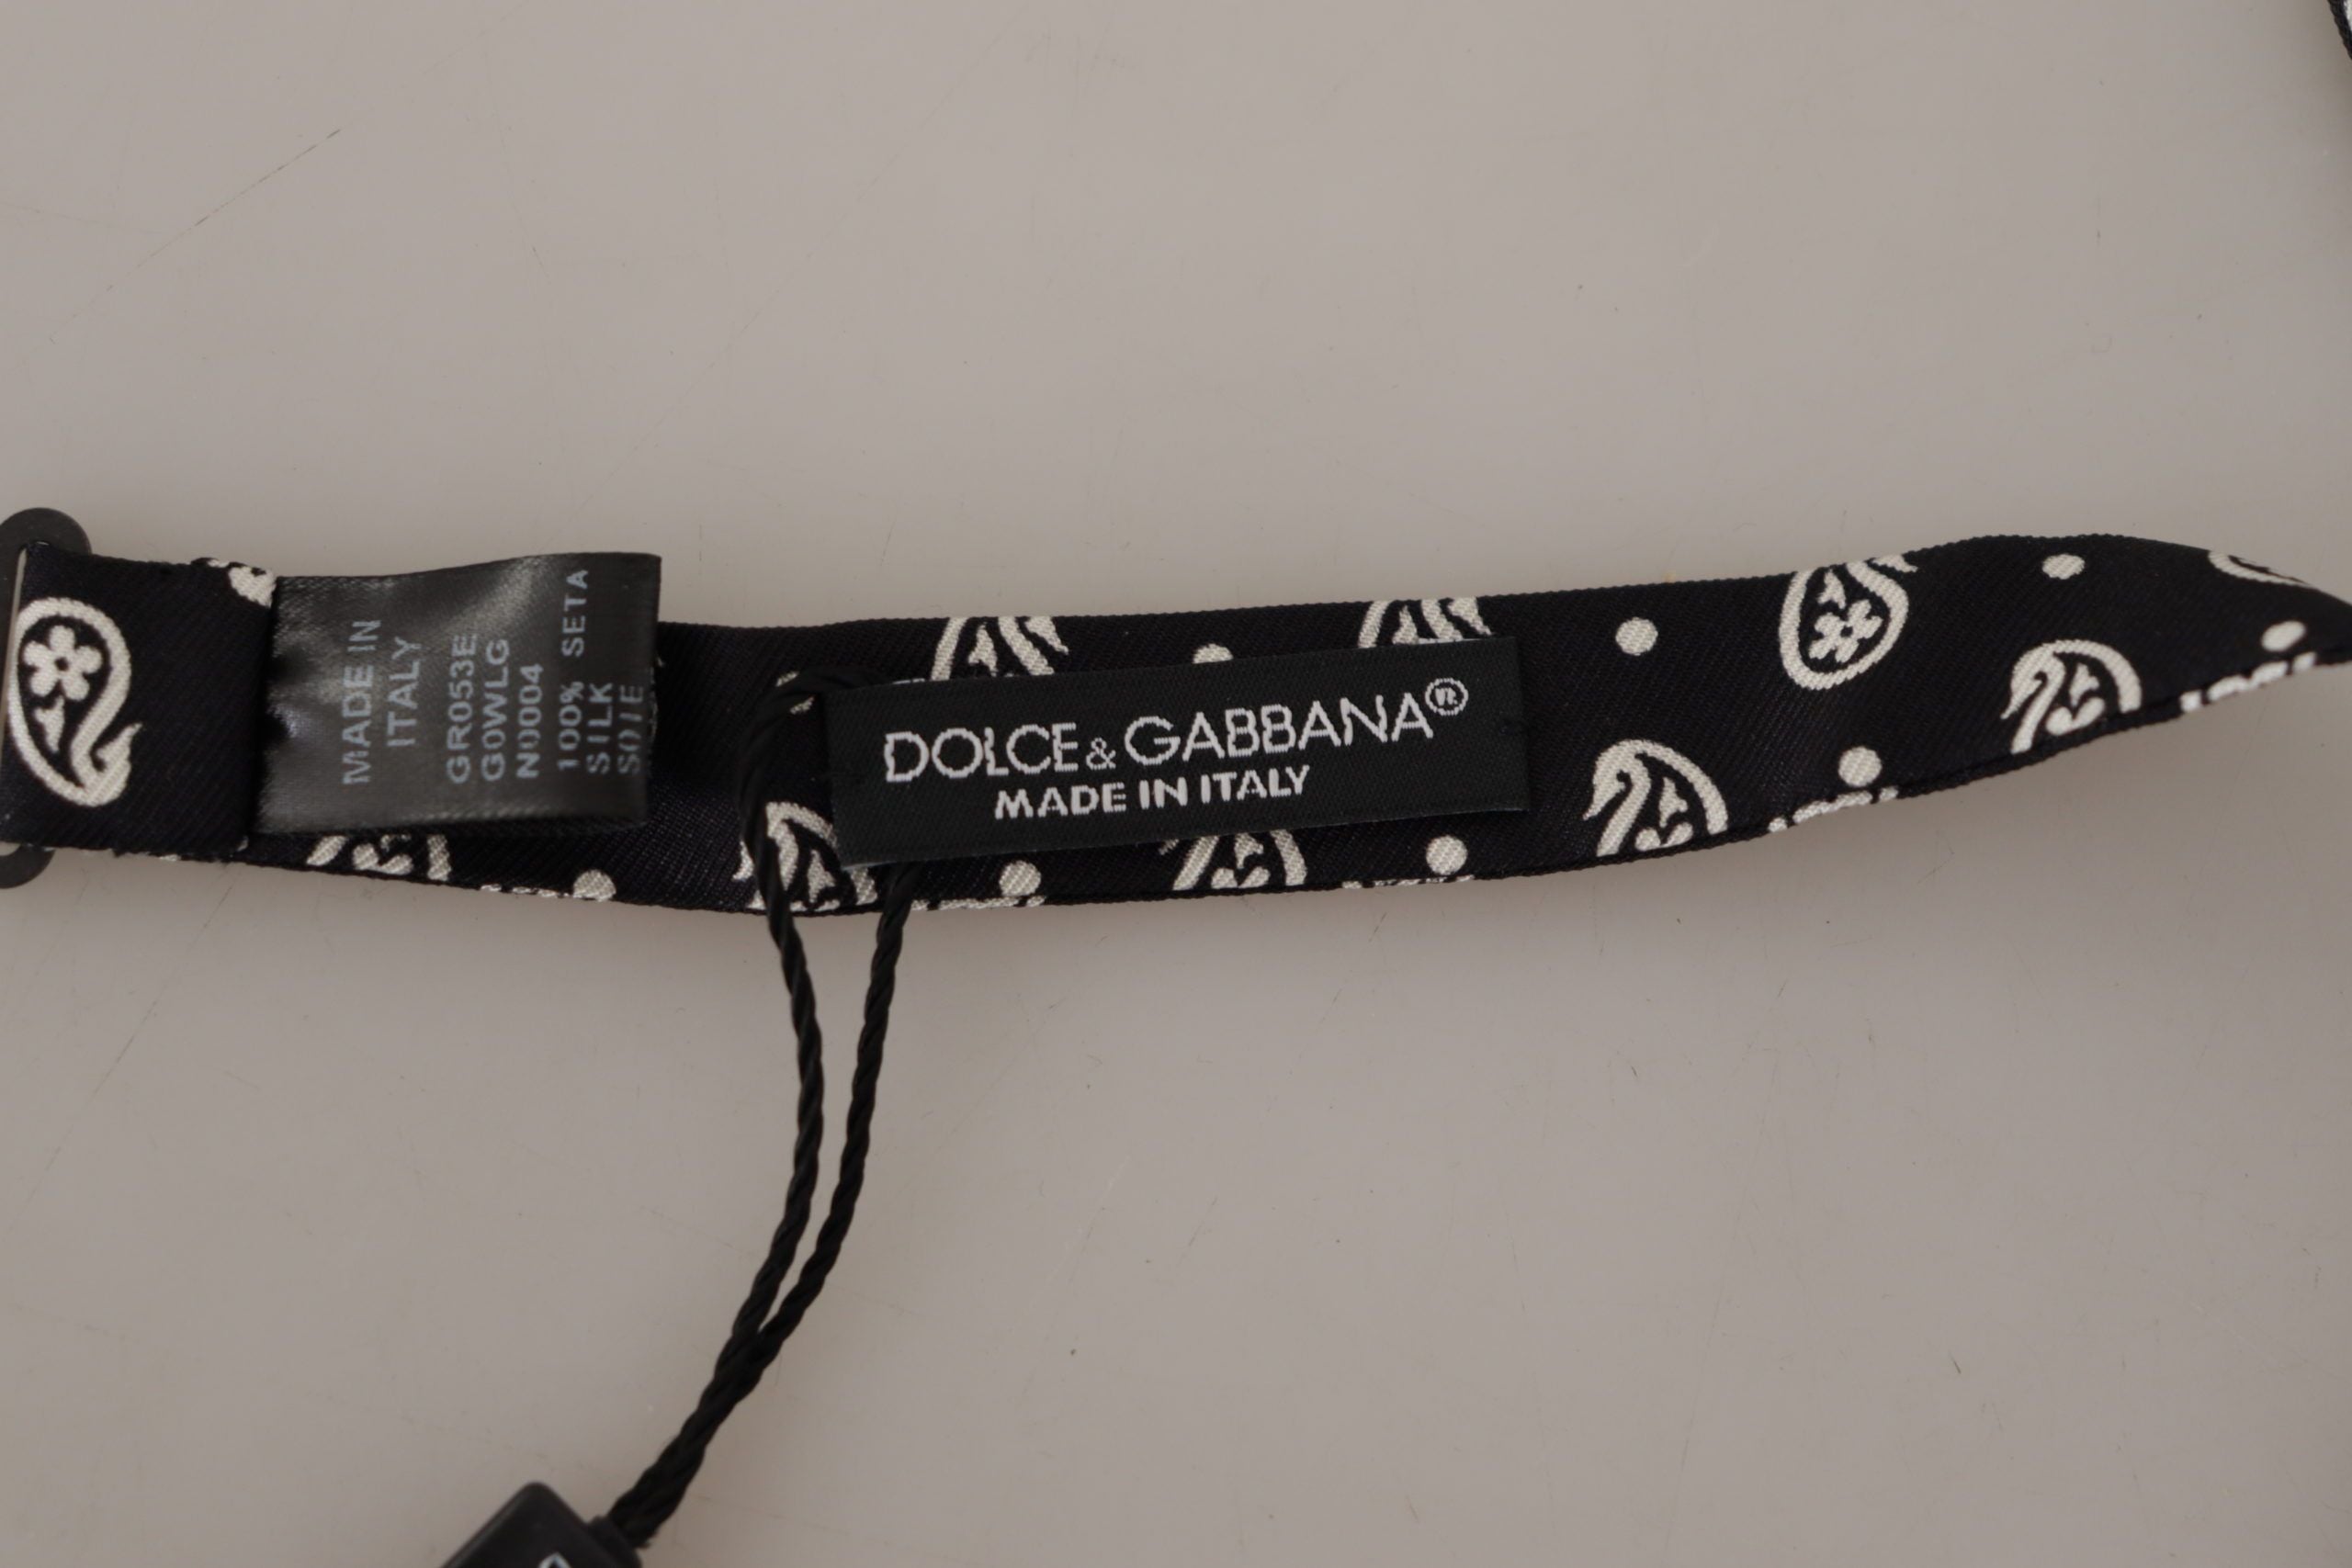 MADE IN
ITALY
GR053E
G0WLG
N0004
100% SETA
SILK
SOIE
DOLCE & GABBANA®
MADE IN ITALY